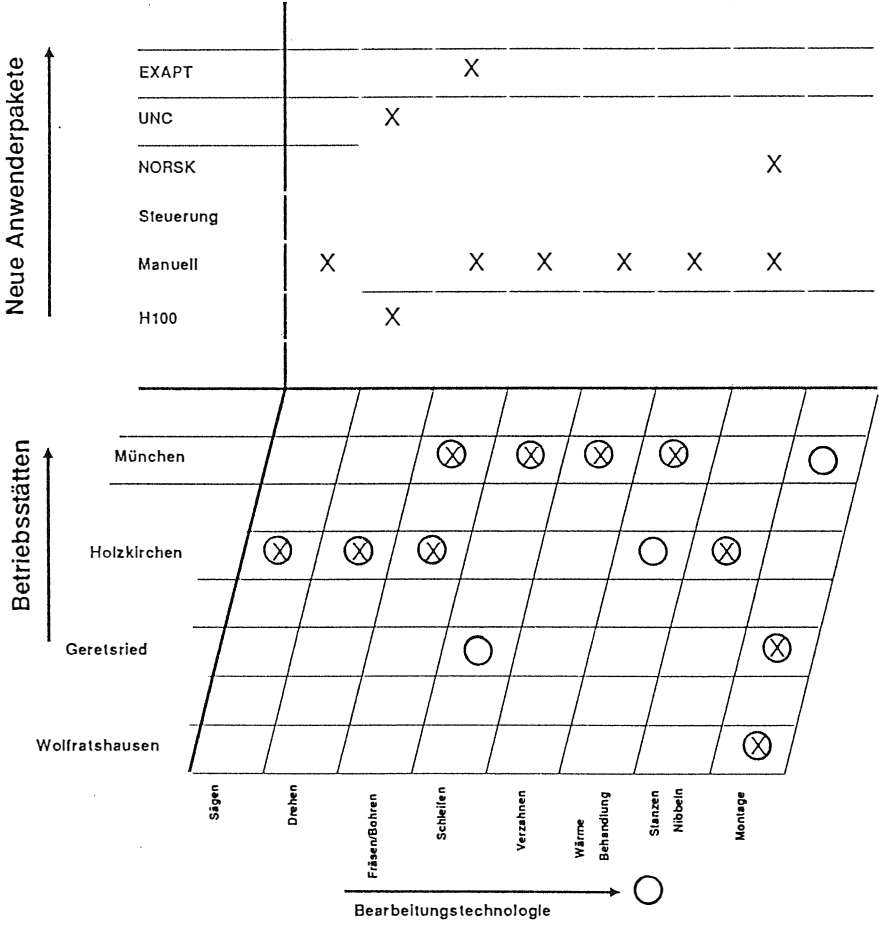 Neue Anwenderpakete
EXAPT
X
UNC
X
NORSK
X
Steuerung
Manuell
X X X X X X
H100
X
Betriebsstätten
München
X X X X
Holzkirchen
X X X X
Geretsried
X
Wolfratshausen
X
Sägen
Drehen
Fräsen/Bohren
Schleifen
Verzahnen
Wärme
Behandlung
Stanzen
Nibbeln
Montage
Bearbeitungstechnologie